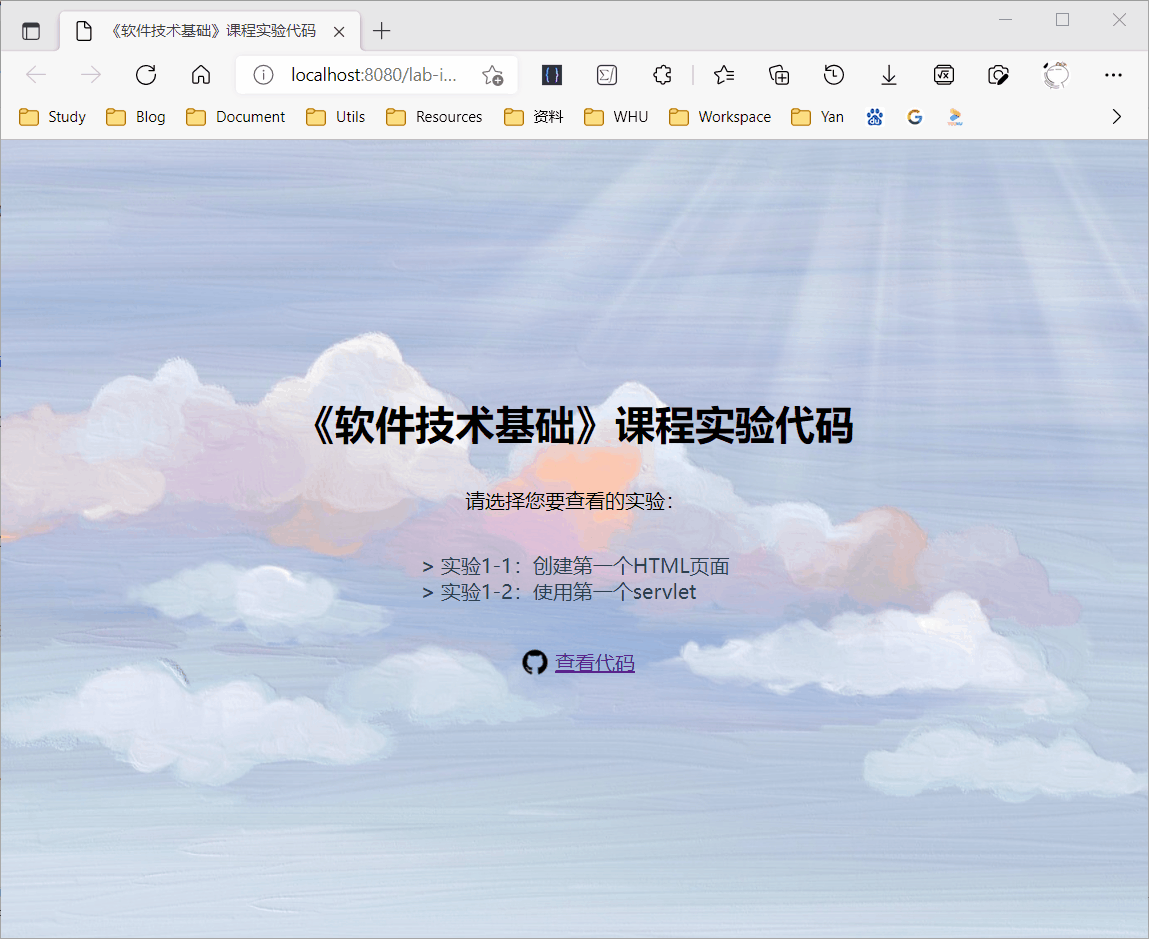 《软件技术基础》课程实验代码
localhost:8080/lab-i...
Study Blog Document Utils Resources 资料 WHU Workspace Yan
《软件技术基础》课程实验代码
请选择您要查看的实验：
> 实验1-1：创建第一个HTML页面
> 实验1-2：使用第一个servlet
查看代码